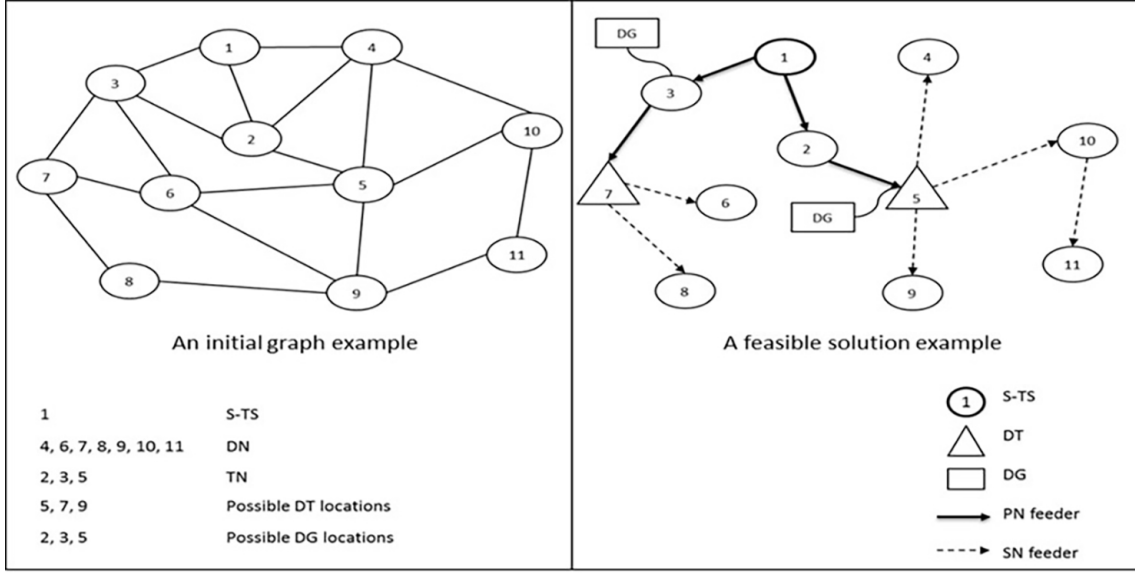 1
4
3
2
10
7
6
5
11
8
9
An initial graph example
1 S-TS
4, 6, 7, 8, 9, 10, 11 DN
2, 3, 5 TN
5, 7, 9 Possible DT locations
2, 3, 5 Possible DG locations
DG
1
4
3
2
10
7
6
DG
5
11
8
9
A feasible solution example
1 S-TS
DT
DG
PN feeder
SN feeder